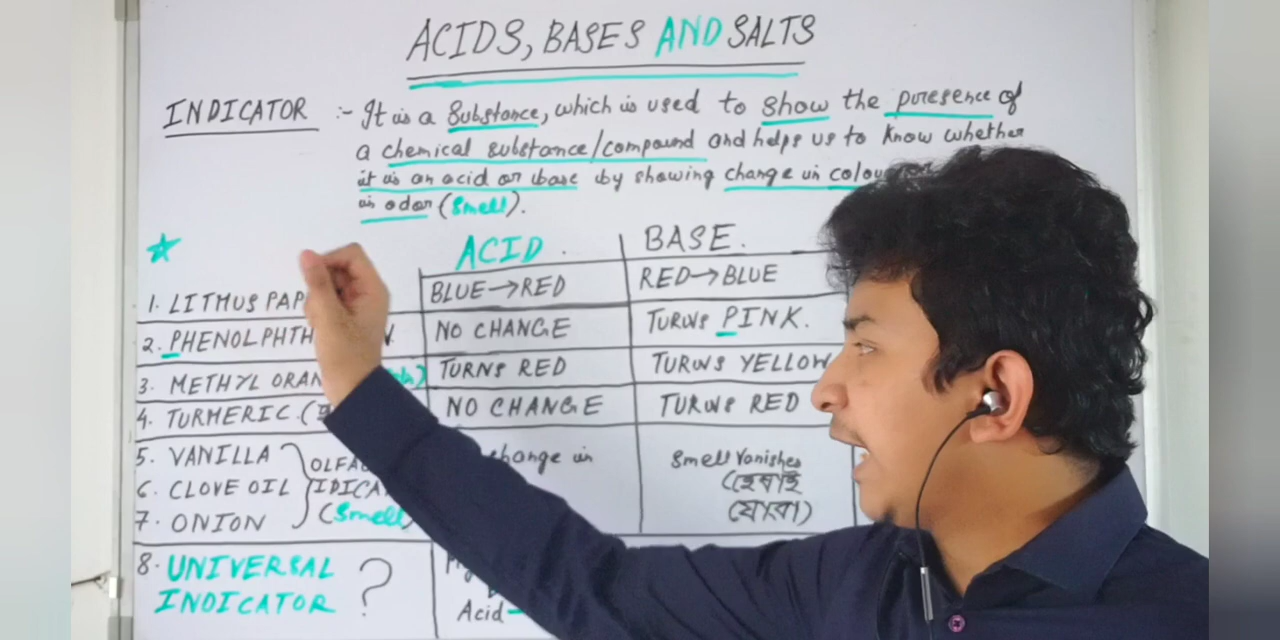 ACIDS, BASES AND SALTS
INDICATOR :- It is a Substance, which is used to show the presence of
a chemical substance/compound and helps us to know whether
it is an acid or base by showing change in colour
in odor (Smell).
ACID BASE.
1. LITHUS PAP BLUE→RED RED→BLUE
2. PHENOLPHTH NO CHANGE TURNS PINK.
3. METHYL ORAN TURNS RED TURNS YELLOW
4. TURMERIC ( NO CHANGE TURNS RED
5. VANILLA OLFA change in Smell Vanishes
6. CLOVE OIL IDICA (হেৰাই
7. ONION (Smell) যোৱা)
8. UNIVERSAL
INDICATOR ?
Acid